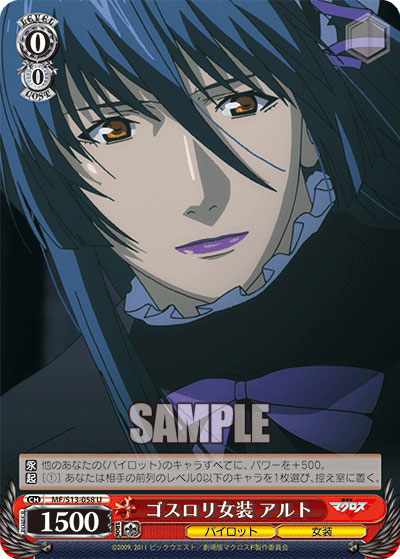 LEVEL
0
0
COST
SAMPLE
永 他のあなたの《パイロット》のキャラすべてに、パワーを+500。
起 [①] あなたは相手の前列のレベル0以下のキャラを1枚選び、控え室に置く。
CH MF/S13-058 U
マクロス
1500
ゴスロリ女装 アルト
パイロット 女装
©2009, 2011 ビックウエスト/劇場版マクロスF製作委員会